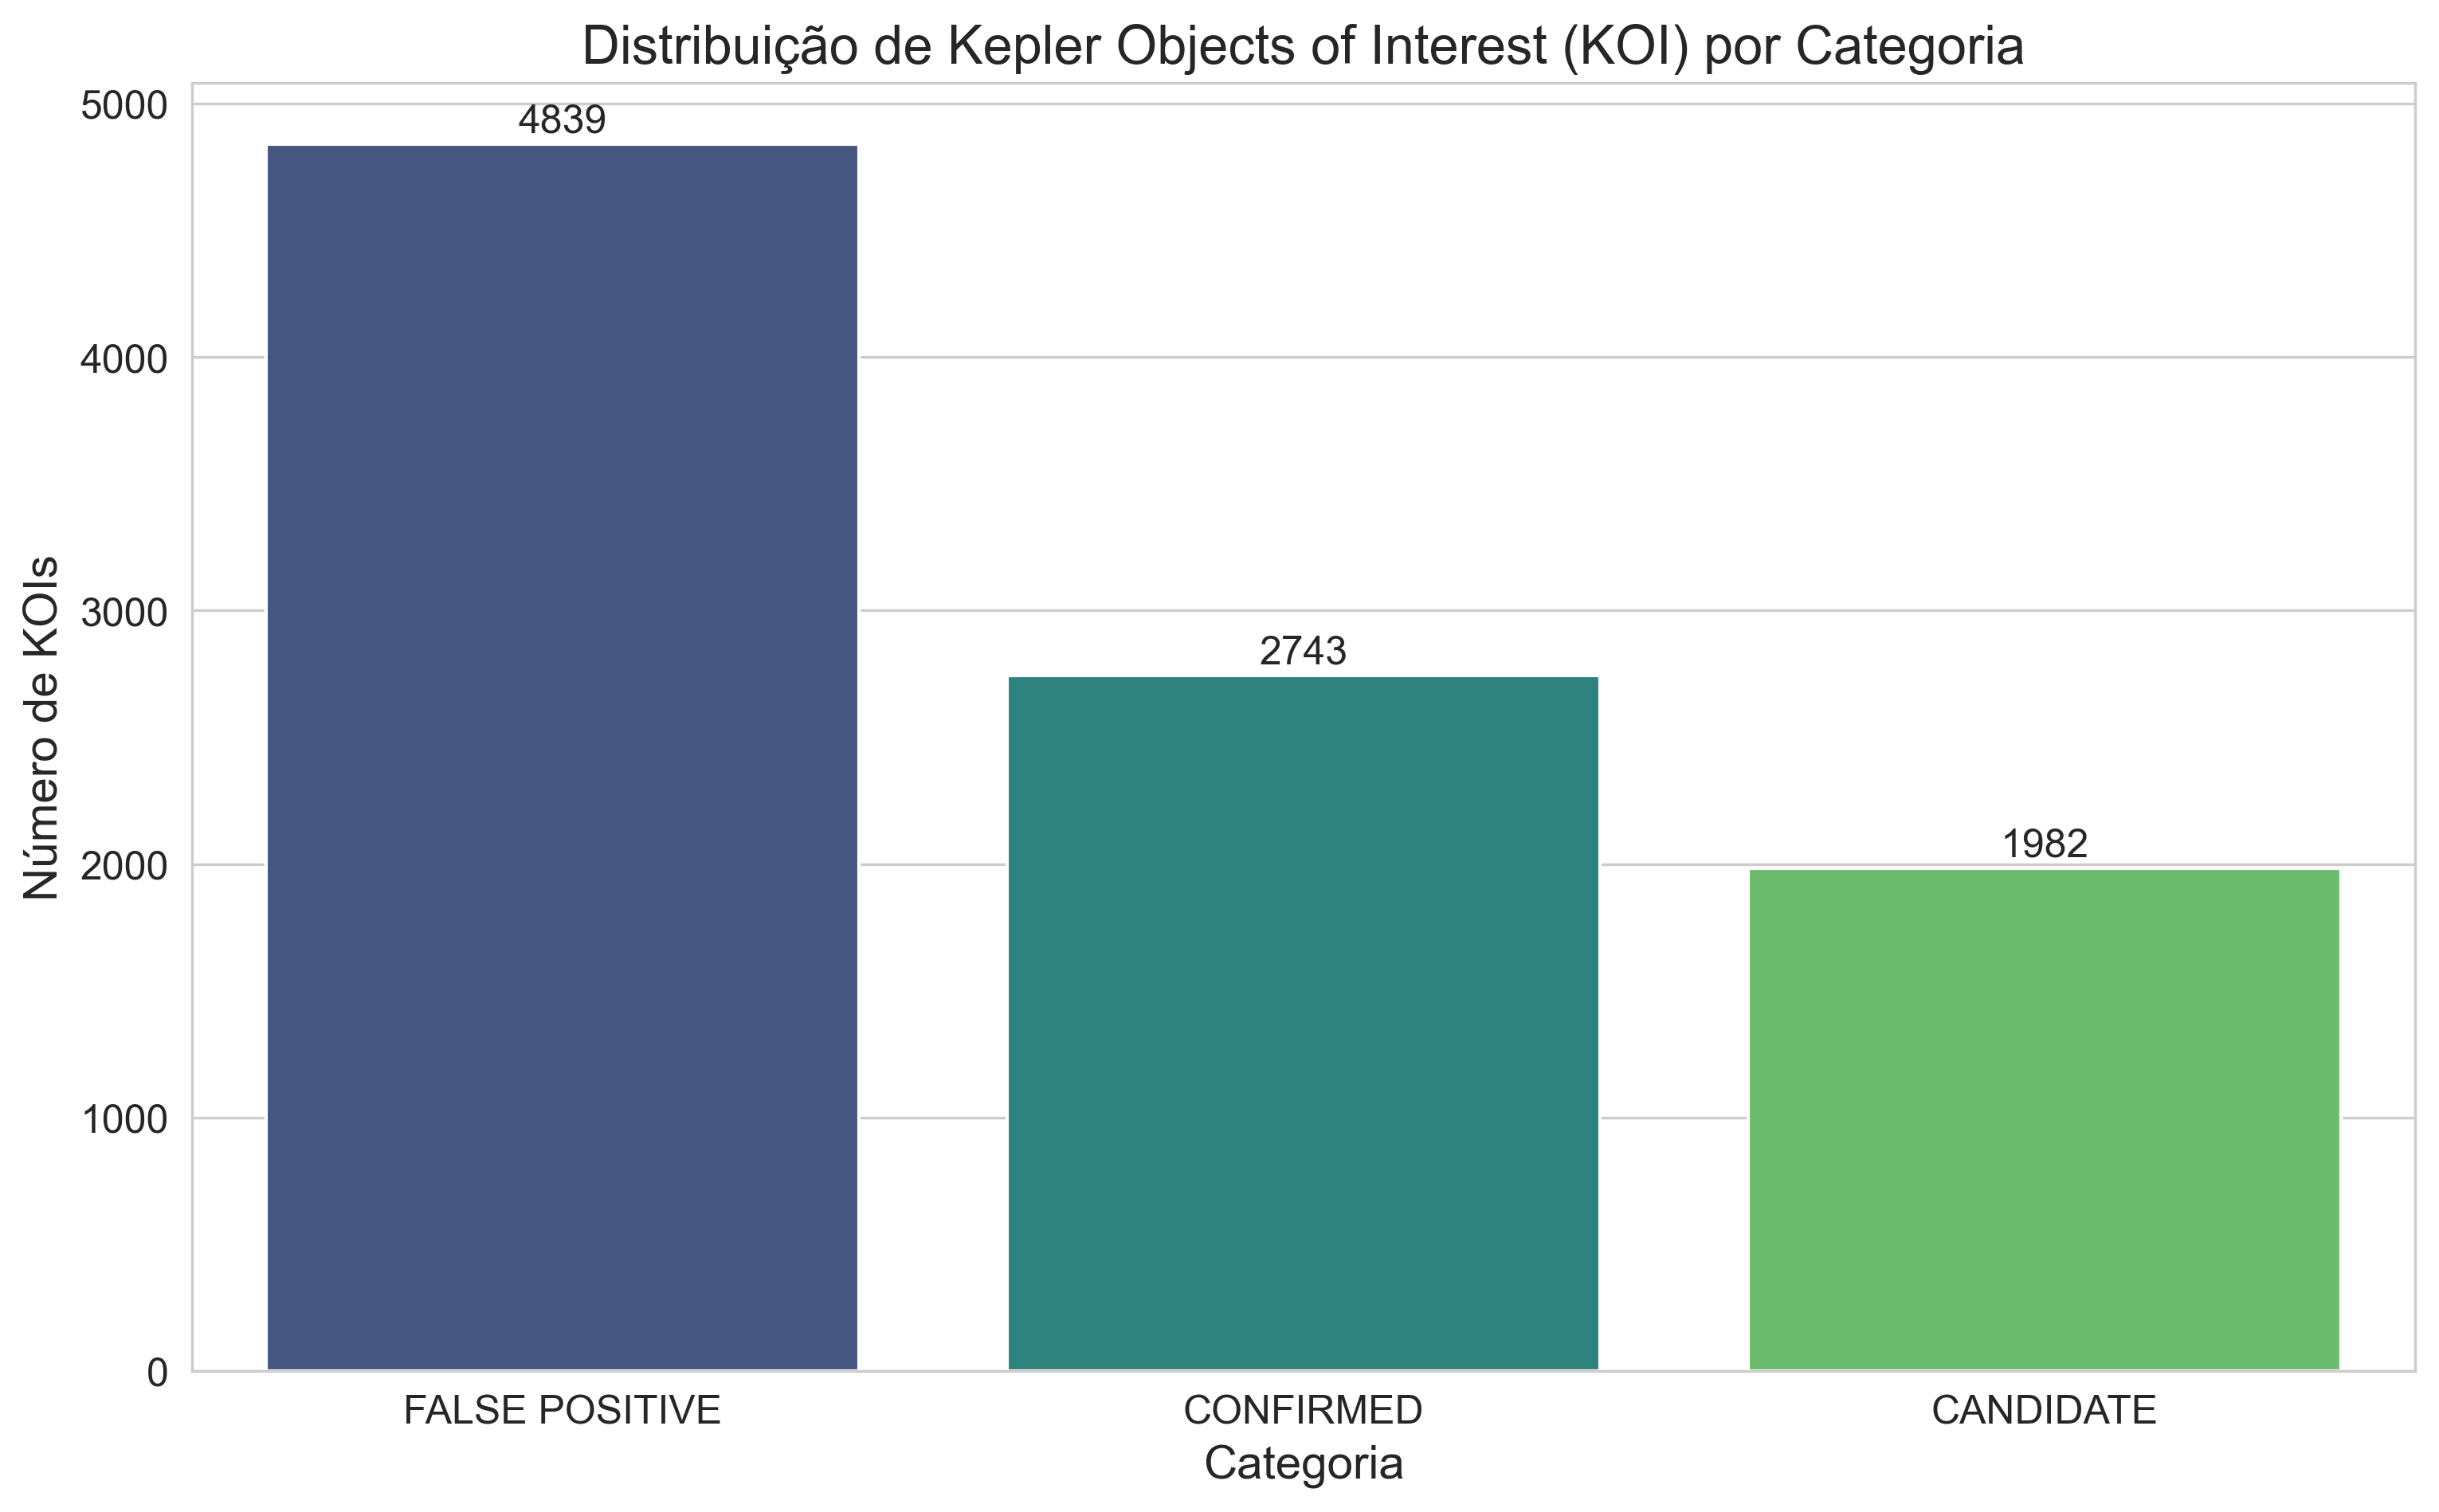 Distribuição de Kepler Objects of Interest (KOI) por Categoria
5000
4839
4000
3000
2743
2000
1982
1000
0
Número de KOIs
FALSE POSITIVE
CONFIRMED
CANDIDATE
Categoria